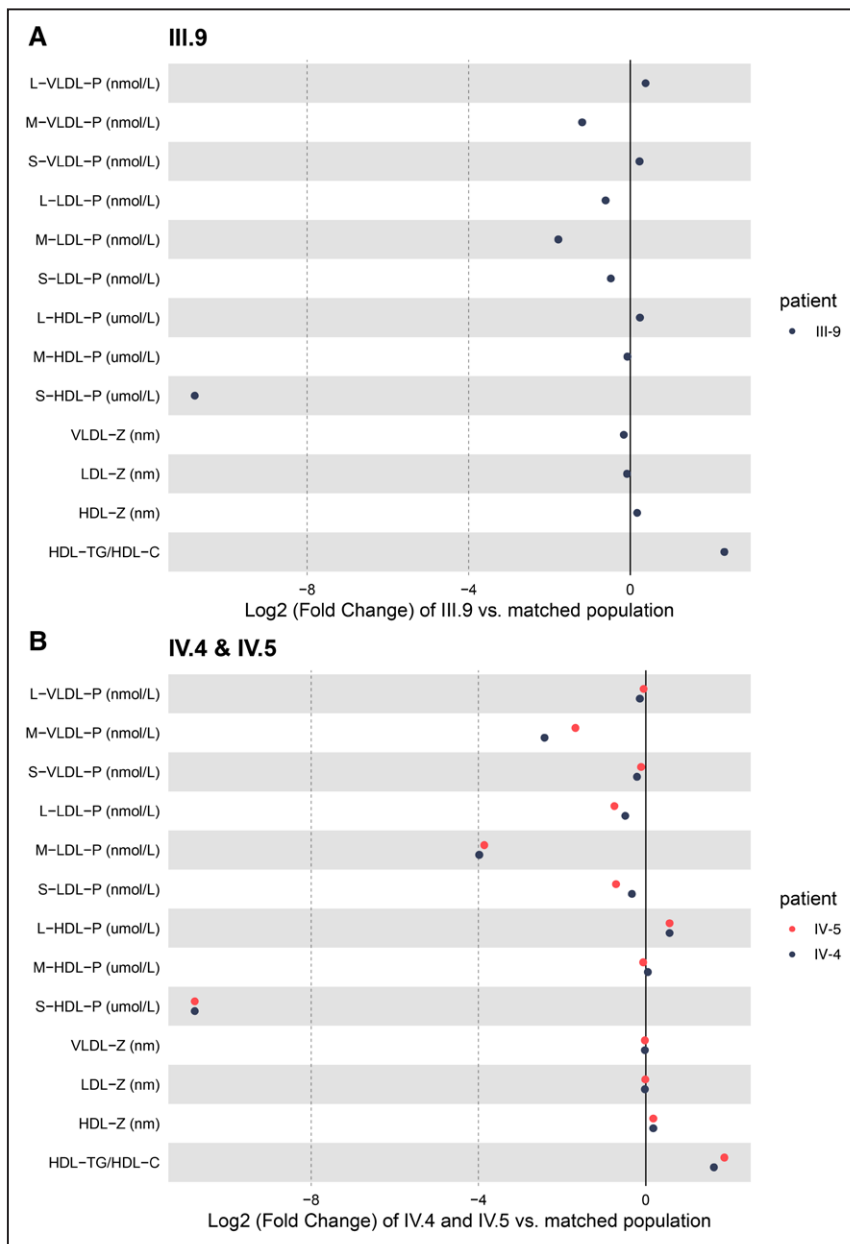 A
III.9
L−VLDL−P (nmol/L)
M−VLDL−P (nmol/L)
S−VLDL−P (nmol/L)
L−LDL−P (nmol/L)
M−LDL−P (nmol/L)
S−LDL−P (nmol/L)
L−HDL−P (umol/L)
M−HDL−P (umol/L)
S−HDL−P (umol/L)
VLDL−Z (nm)
LDL−Z (nm)
HDL−Z (nm)
HDL−TG/HDL−C
patient
III-9
−8 −4 0
Log2 (Fold Change) of III.9 vs. matched population
B
IV.4 & IV.5
L−VLDL−P (nmol/L)
M−VLDL−P (nmol/L)
S−VLDL−P (nmol/L)
L−LDL−P (nmol/L)
M−LDL−P (nmol/L)
S−LDL−P (nmol/L)
L−HDL−P (umol/L)
M−HDL−P (umol/L)
S−HDL−P (umol/L)
VLDL−Z (nm)
LDL−Z (nm)
HDL−Z (nm)
HDL−TG/HDL−C
patient
IV-5
IV-4
−8 −4 0
Log2 (Fold Change) of IV.4 and IV.5 vs. matched population